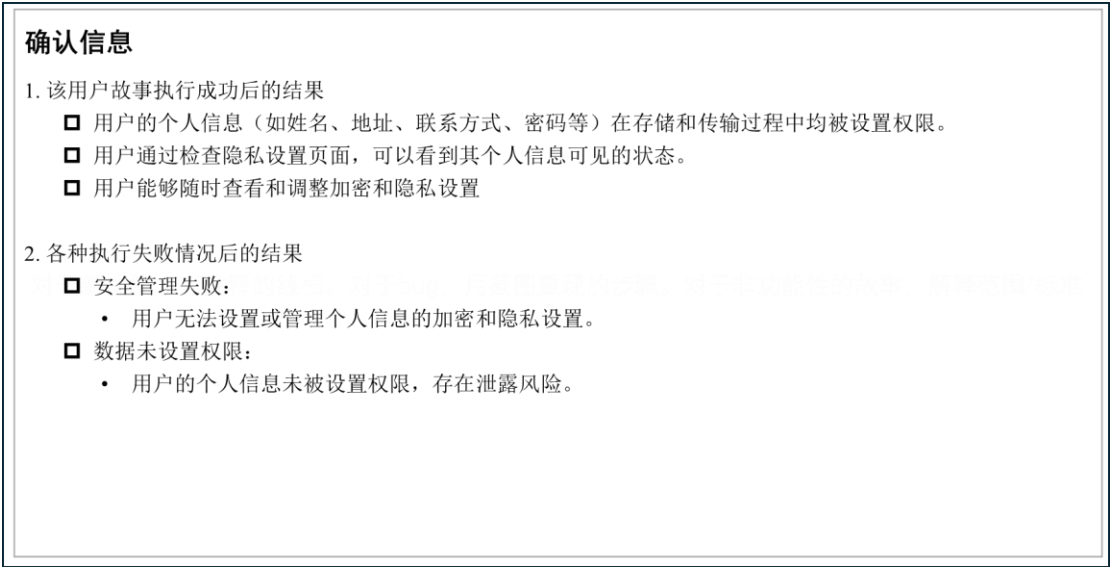 确认信息
1. 该用户故事执行成功后的结果
用户的个人信息（如姓名、地址、联系方式、密码等）在存储和传输过程中均被设置权限。
用户通过检查隐私设置页面，可以看到其个人信息可见的状态。
用户能够随时查看和调整加密和隐私设置
2. 各种执行失败情况后的结果
安全管理失败：
• 用户无法设置或管理个人信息的加密和隐私设置。
数据未设置权限：
• 用户的个人信息未被设置权限，存在泄露风险。